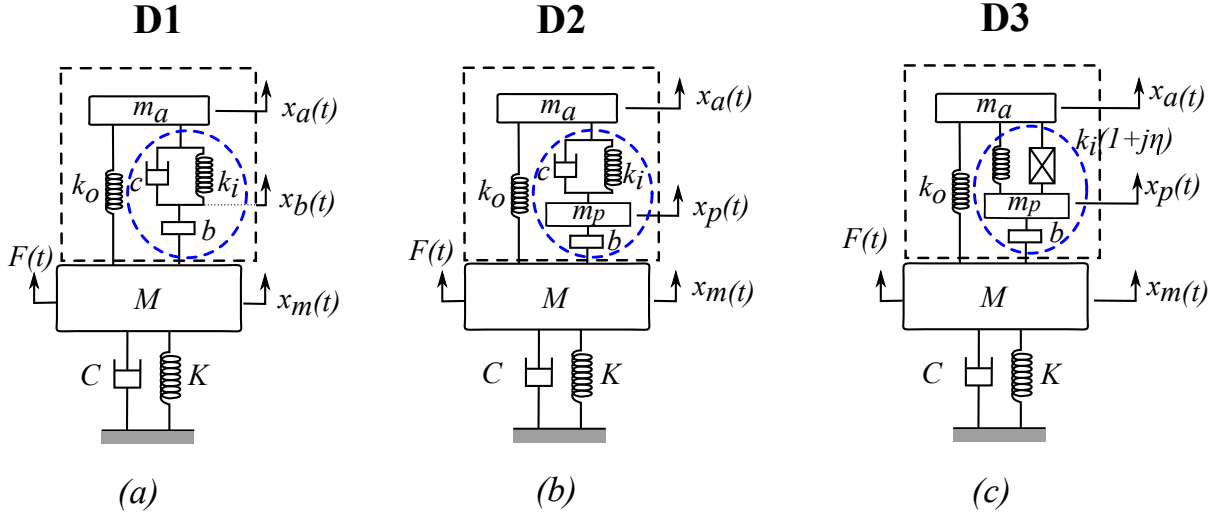 D1
m_a
x_a(t)
c
k_i
k_o
x_b(t)
b
F(t)
M
x_m(t)
C
K
(a)
D2
m_a
x_a(t)
c
k_i
k_o
m_p
x_p(t)
b
F(t)
M
x_m(t)
C
K
(b)
D3
m_a
x_a(t)
k_i(1+jη)
k_o
m_p
x_p(t)
b
F(t)
M
x_m(t)
C
K
(c)